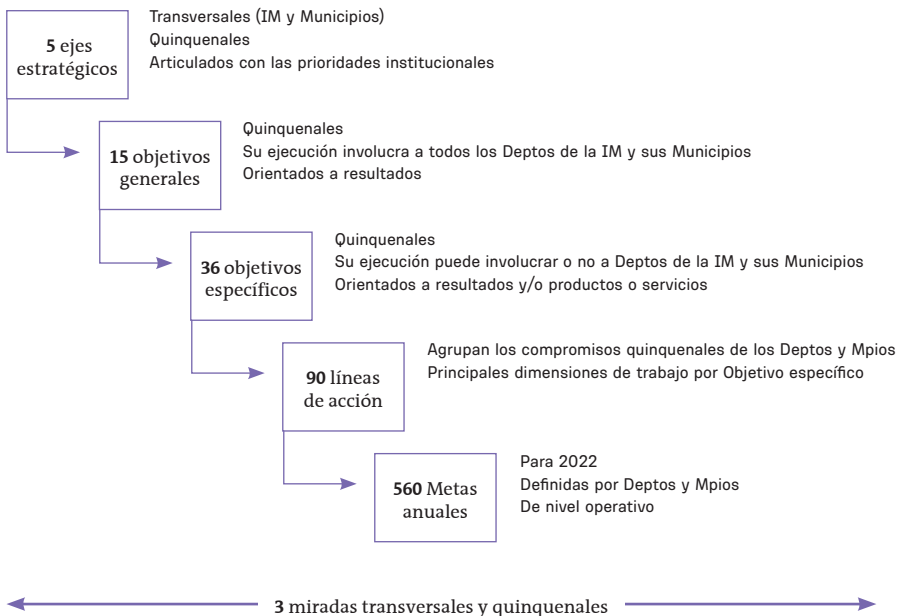 5 ejes
estratégicos
Transversales (IM y Municipios)
Quinquenales
Articulados con las prioridades institucionales
15 objetivos
generales
Quinquenales
Su ejecución involucra a todos los Deptos de la IM y sus Municipios
Orientados a resultados
36 objetivos
específicos
Quinquenales
Su ejecución puede involucrar o no a Deptos de la IM y sus Municipios
Orientados a resultados y/o productos o servicios
90 líneas
de acción
Agrupan los compromisos quinquenales de los Deptos y Mpios
Principales dimensiones de trabajo por Objetivo específico
560 Metas
anuales
Para 2022
Definidas por Deptos y Mpios
De nivel operativo
3 miradas transversales y quinquenales